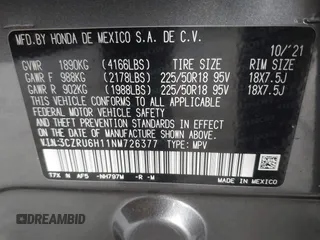 MFD.BY HONDA DE MEXICO S.A. DE C.V.
10/'21
GVWR 1890KG (4166LBS) TIRE SIZE RIM SIZE
GAWR F 988KG (2178LBS) 225/50R18 95V 18X7.5J
GAWR R 902KG (1988LBS) 225/50R18 95V 18X7.5J
THIS VEHICLE CONFORMS TO ALL APPLICABLE
FEDERAL MOTOR VEHICLE SAFETY AND THEFT
PREVENTION STANDARDS IN EFFECT ON THE DATE
OF MANUFACTURE SHOWN ABOVE.
V.I.N:3CZRU6H11NM726377 TYPE: MPV
T7X IN AF5 -NH797M -R -M
MADE IN MEXICO
DREAMBID